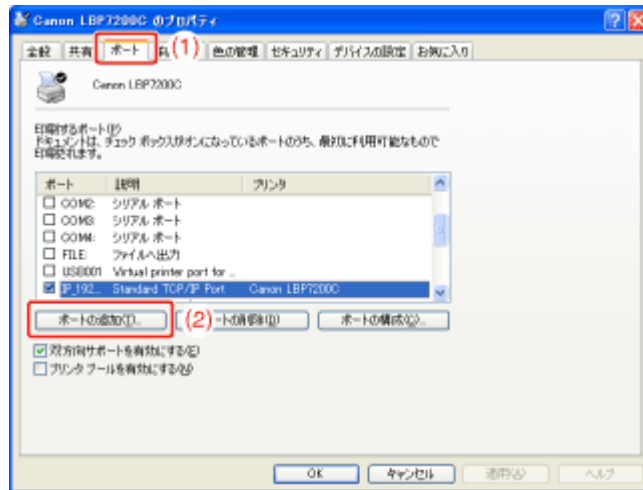 Canon LBP7200C のプロパティ
全般 共有 ポート (1) 色の管理 セキュリティ デバイスの設定 お気に入り
Canon LBP7200C
印刷するポート(P)
ドキュメントは、チェック ボックスがオンになっているポートのうち、最初に利用可能なもので
印刷されます。
ポート 説明 プリンタ
COM2: シリアル ポート
COM3: シリアル ポート
COM4: シリアル ポート
FILE: ファイルへ出力
USB001 Virtual printer port for ...
IP_192... Standard TCP/IP Port Canon LBP7200C
ポートの追加(T)... (2) ートの削除(D) ポートの構成(C)...
双方向サポートを有効にする(E)
プリンタ プールを有効にする(N)
OK キャンセル 適用(A) ヘルプ